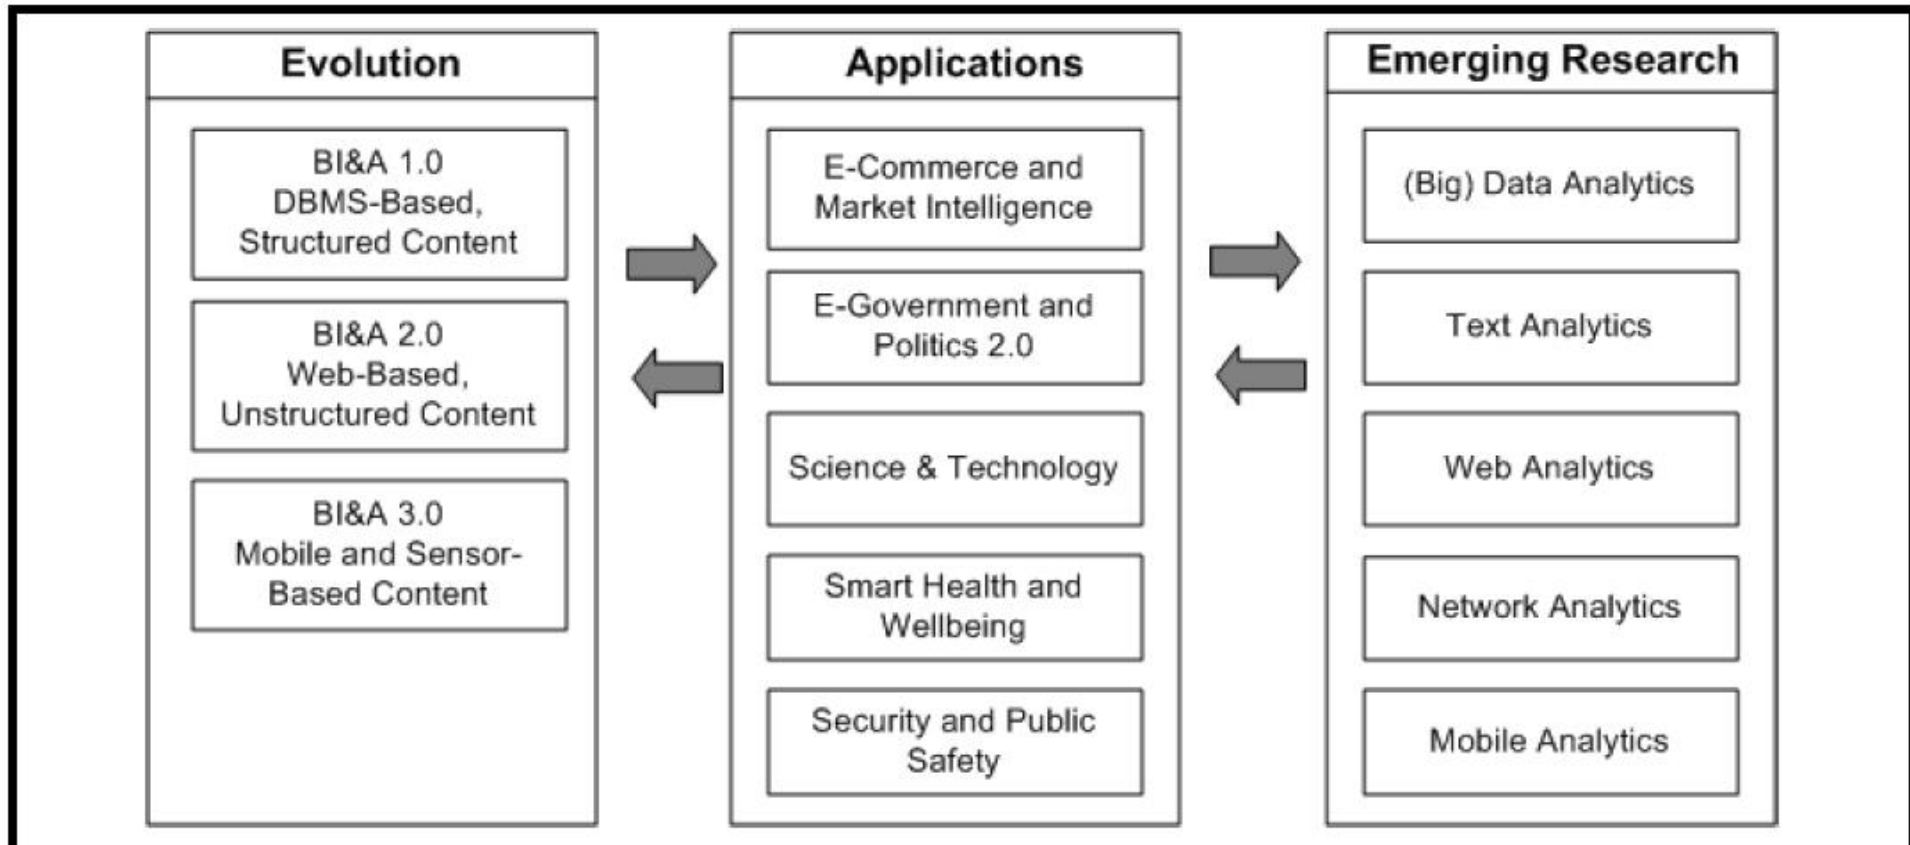 Evolution
BI&A 1.0
DBMS-Based,
Structured Content
BI&A 2.0
Web-Based,
Unstructured Content
BI&A 3.0
Mobile and Sensor-
Based Content
Applications
E-Commerce and
Market Intelligence
E-Government and
Politics 2.0
Science & Technology
Smart Health and
Wellbeing
Security and Public
Safety
Emerging Research
(Big) Data Analytics
Text Analytics
Web Analytics
Network Analytics
Mobile Analytics